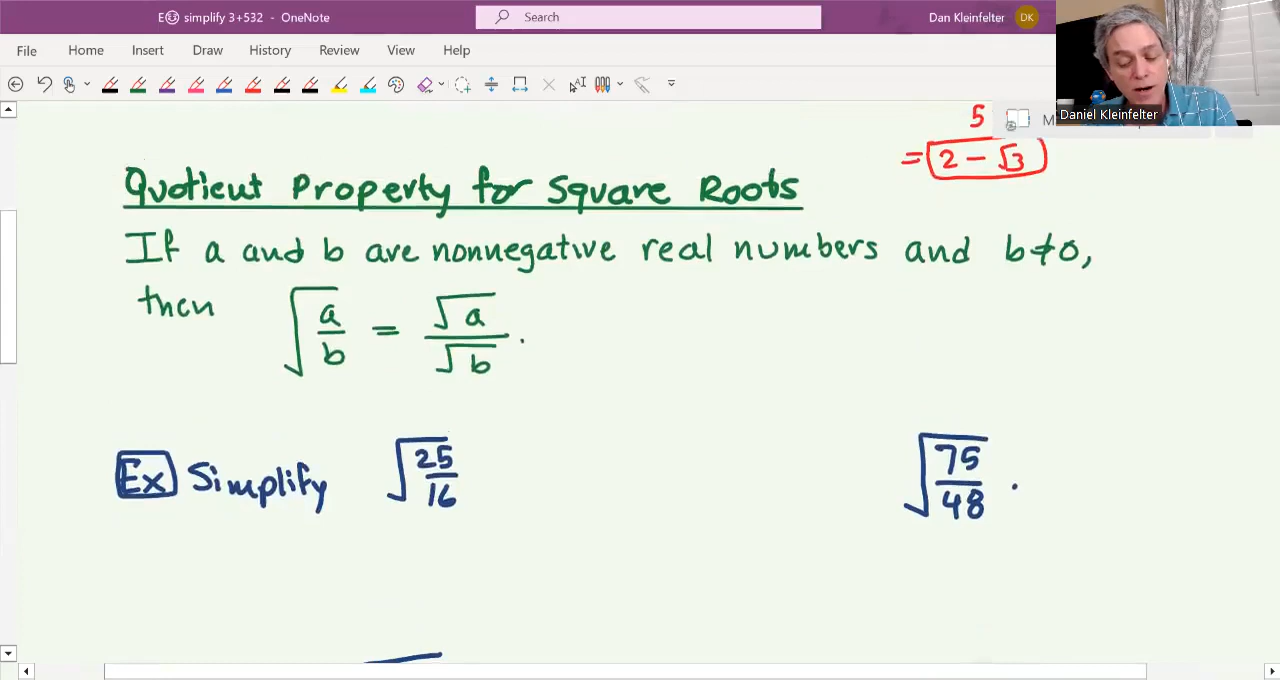 E simplify 3+532 - OneNote
Search
Dan Kleinfelter DK
File Home Insert Draw History Review View Help
Daniel Kleinfelter
M
5
= 2 - √3
Quotient Property for Square Roots
If a and b are nonnegative real numbers and b≠0,
then √(a/b) = √a/√b.
Ex Simplify √(25/16) √(75/48).